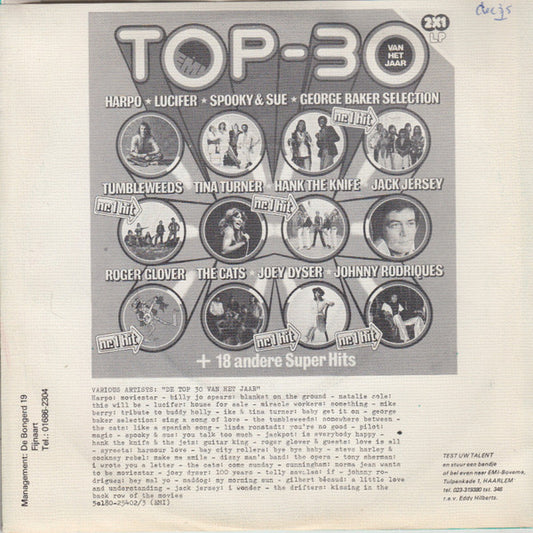 2X1
LP
TOP-30
EMI
VAN
HET
JAAR
HARPO ★ LUCIFER ★ SPOOKY & SUE ★ GEORGE BAKER SELECTION
nr.1 hit
TUMBLEWEEDS ★ TINA TURNER ★ HANK THE KNIFE ★ JACK JERSEY
nr.1 hit
nr.1 hit
ROGER GLOVER ★ THE CATS ★ JOEY DYSER ★ JOHNNY RODRIQUES
nr.1 hit
nr.1 hit
nr.1 hit
+ 18 andere Super Hits
VARIOUS ARTISTS: "DE TOP 30 VAN HET JAAR"
Harpo: moviestar - billy jo spears: blanket on the ground - natalie cole:
this will be - lucifer: house for sale - miracle workers: something - mike
berry: tribute to buddy holly - ike & tina turner: baby get it on - george
baker selection: sing a song of love - the tumbleweeds: somewhere between -
the cats: like a spanish song - linda ronstadt: you're no good - pilot:
magic - spooky & sue: you talk too much - jackpot: is everybody happy -
hank the knife & the jets: guitar king - roger glover & guests: love is all
- syreeta: harmour love - bay city rollers: bye bye baby - steve harley &
cockney rebel: make me smile - dizzy man's band: the opera - tony sherman:
i wrote you a letter - the cats: come sunday - cunningham: norma jean wants
to be moviestar - joey dyser: 100 years - telly savalas: if - johnny ro-
drigues: hey mal yo - maddog: my morning sun - gilbert bécaud: a little love
and understanding - jack jersey: i wonder - the drifters: kissing in the
back row of the movies
5c180-25402/3 (EMI)
Management: De Bongerd 19
Fijnaart
Tel.: 01686-2304
TEST UW TALENT
en stuur een bandje
of bel even naar EMI-Bovema,
Tulpenkade 1, HAARLEM
tel. 023-319390 tst. 346
t.a.v. Eddy Hilberts.